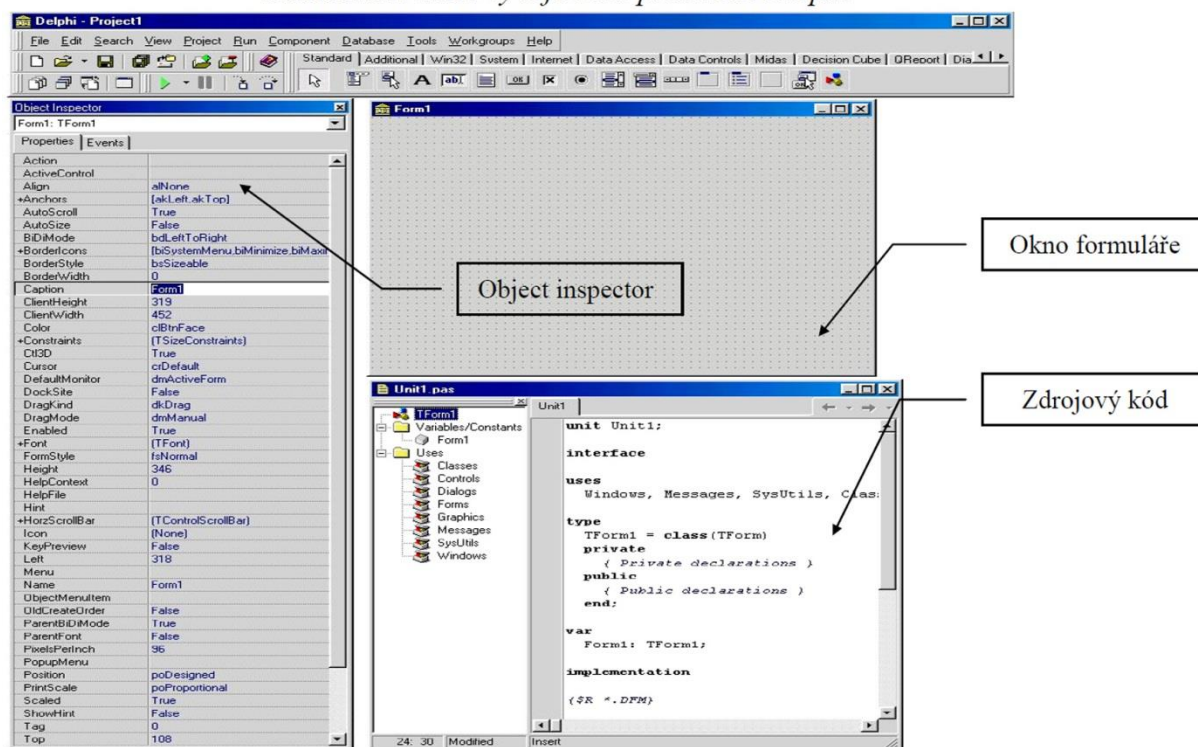 Delphi - Project1
File Edit Search View Project Run Component Database Tools Workgroups Help
Standard Additional Win32 System Internet Data Access Data Controls Midas Decision Cube QReport Dia
Object Inspector
Form1: TForm1
Properties Events
Action
ActiveControl
Align alNone
+Anchors [akLeft,akTop]
AutoScroll True
AutoSize False
BiDiMode bdLeftToRight
+BorderIcons [biSystemMenu,biMinimize,biMaxim
BorderStyle bsSizeable
BorderWidth 0
Caption Form1
ClientHeight 319
ClientWidth 452
Color clBtnFace
+Constraints (TSizeConstraints)
Ctl3D True
Cursor crDefault
DefaultMonitor dmActiveForm
DockSite False
DragKind dkDrag
DragMode dmManual
Enabled True
+Font (TFont)
FormStyle fsNormal
Height 346
HelpContext 0
HelpFile
Hint
+HorzScrollBar (TControlScrollBar)
Icon (None)
KeyPreview False
Left 318
Menu
Name Form1
ObjectMenuItem
OldCreateOrder False
ParentBiDiMode True
ParentFont False
PixelsPerInch 96
PopupMenu
Position poDesigned
PrintScale poProportional
Scaled True
ShowHint False
Tag 0
Top 108
Form1
Object inspector
Okno formuláře
Zdrojový kód
Unit1.pas
TForm1
Variables/Constants
Form1
Uses
Classes
Controls
Dialogs
Forms
Graphics
Messages
SysUtils
Windows
Unit1
unit Unit1;
interface
uses
Windows, Messages, SysUtils, Clas
type
TForm1 = class(TForm)
private
{ Private declarations }
public
{ Public declarations }
end;
var
Form1: TForm1;
implementation
{$R *.DFM}
24: 30 Modified Insert